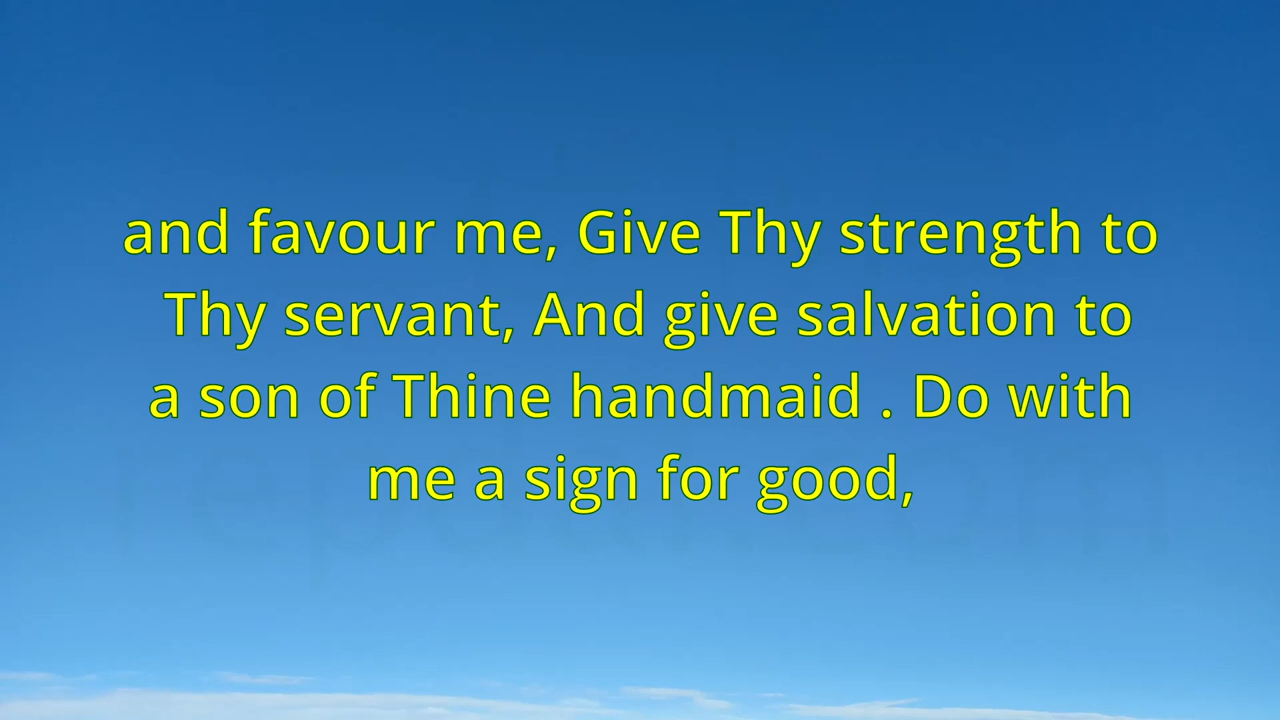 and favour me, Give Thy strength to
Thy servant, And give salvation to
a son of Thine handmaid . Do with
me a sign for good,